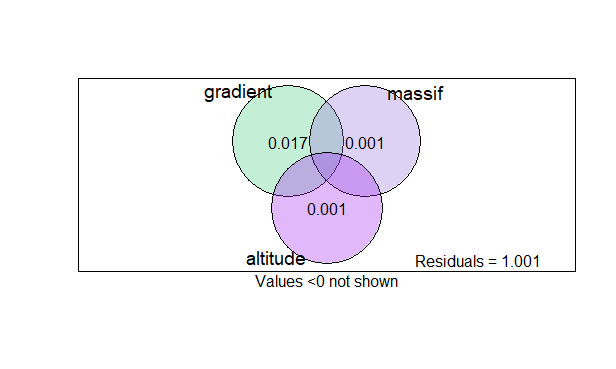 gradient
massif
0.017
0.001
0.001
altitude
Residuals = 1.001
Values <0 not shown